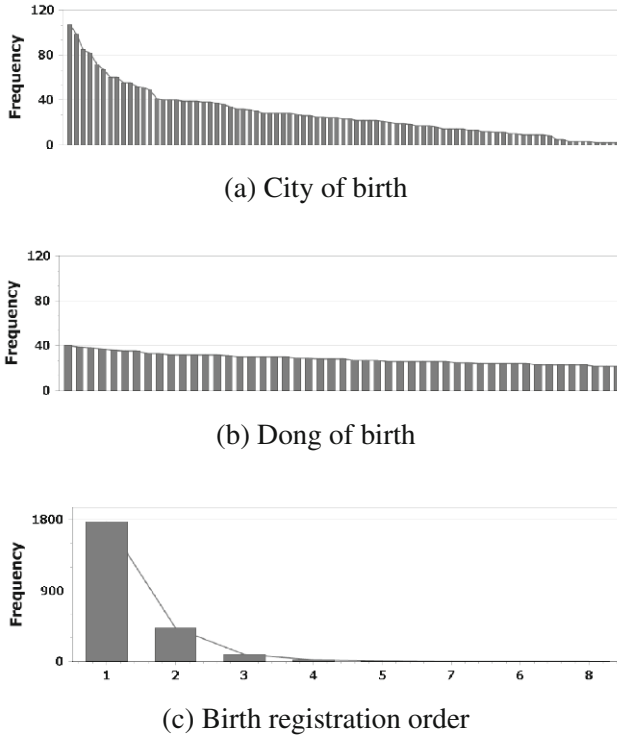 120
80
40
0
Frequency
(a) City of birth
120
80
40
0
Frequency
(b) Dong of birth
1800
900
0
Frequency
1 2 3 4 5 7 6 8
(c) Birth registration order